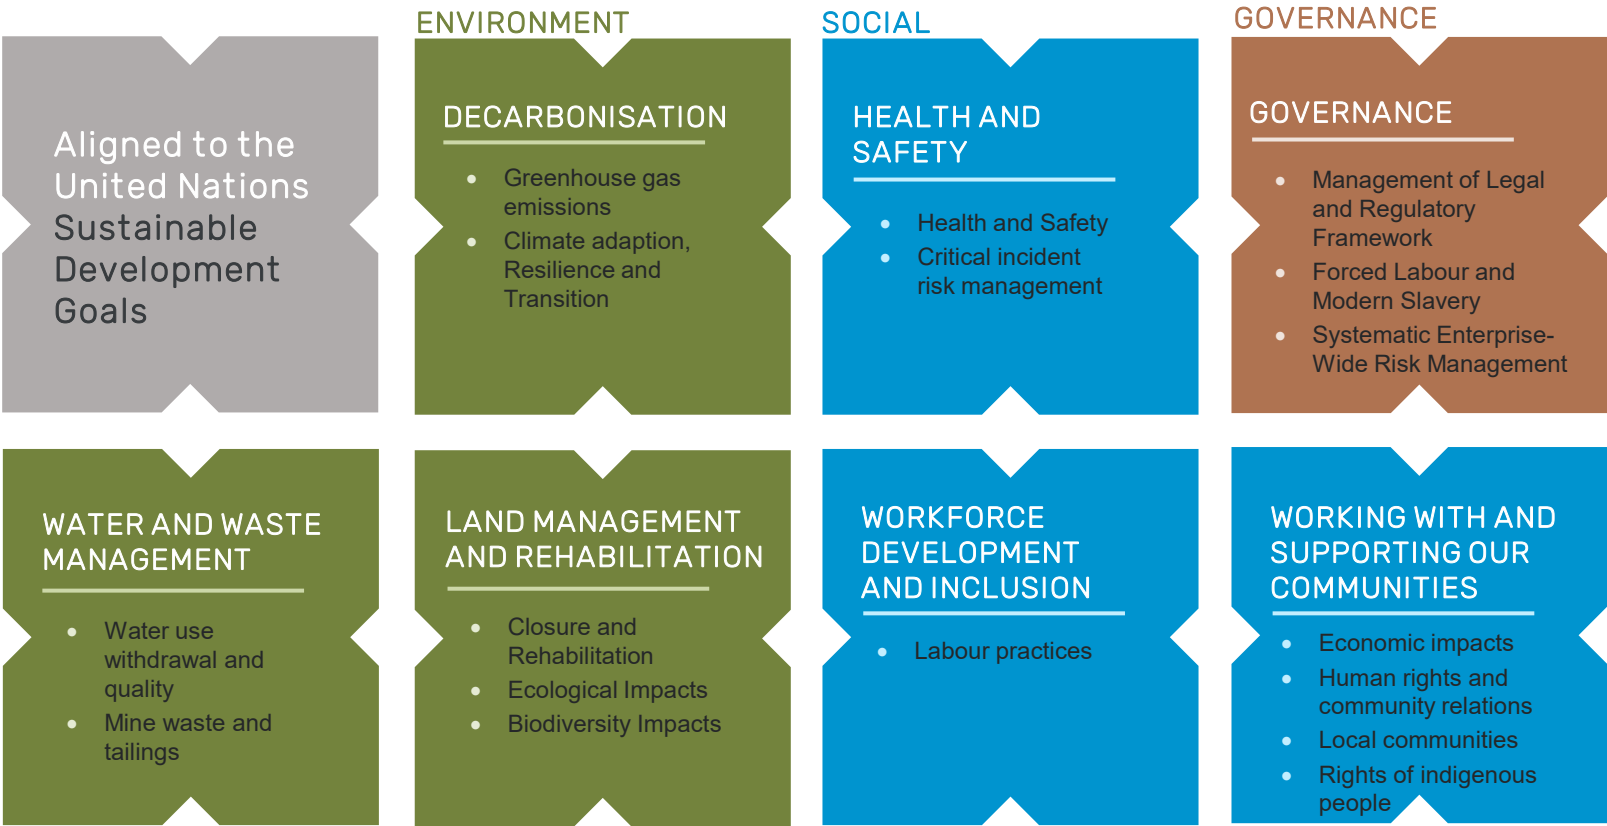 Aligned to the
United Nations
Sustainable
Development
Goals
ENVIRONMENT
DECARBONISATION
• Greenhouse gas
emissions
• Climate adaption,
Resilience and
Transition
SOCIAL
HEALTH AND
SAFETY
• Health and Safety
• Critical incident
risk management
GOVERNANCE
GOVERNANCE
• Management of Legal
and Regulatory
Framework
• Forced Labour and
Modern Slavery
• Systematic Enterprise-
Wide Risk Management
WATER AND WASTE
MANAGEMENT
• Water use
withdrawal and
quality
• Mine waste and
tailings
LAND MANAGEMENT
AND REHABILITATION
• Closure and
Rehabilitation
• Ecological Impacts
• Biodiversity Impacts
WORKFORCE
DEVELOPMENT
AND INCLUSION
• Labour practices
WORKING WITH AND
SUPPORTING OUR
COMMUNITIES
• Economic impacts
• Human rights and
community relations
• Local communities
• Rights of indigenous
people